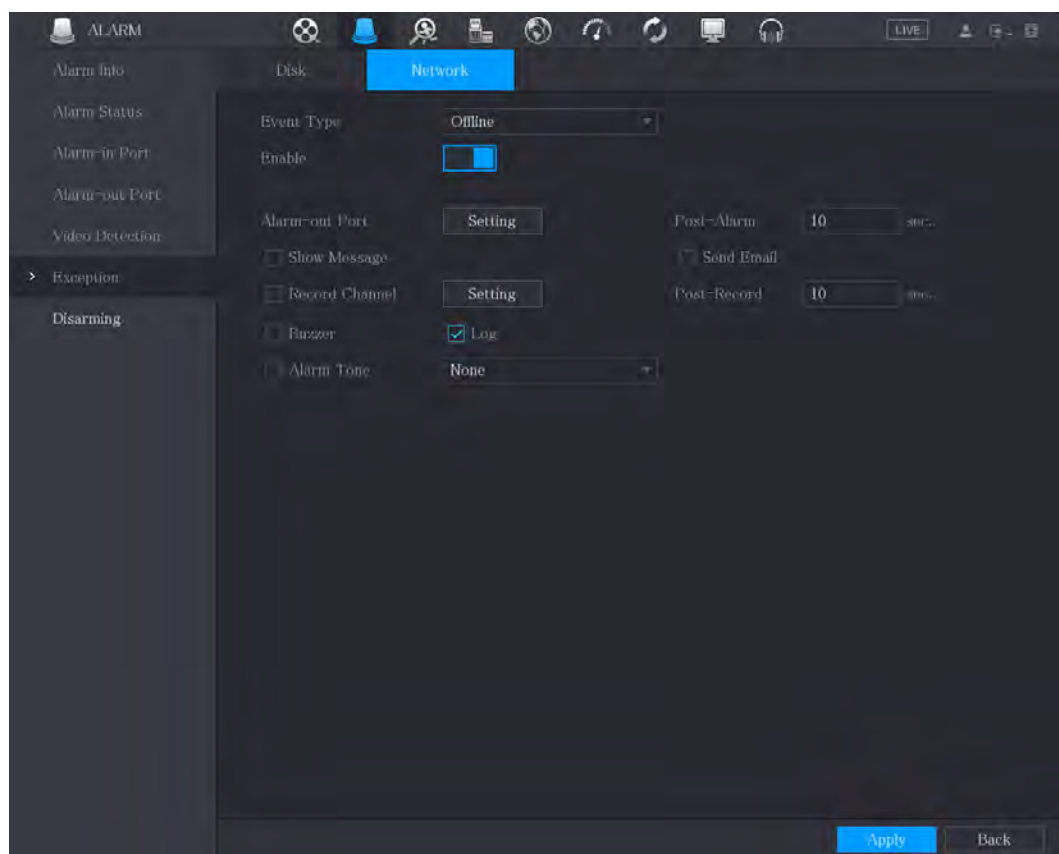 ALARM
LIVE
Alarm Info
Alarm Status
Alarm-in Port
Alarm-out Port
Video Detection
Exception
Disarming
Disk Network
Event Type Offline
Enable
Alarm-out Port Setting Post-Alarm 10 sec.
Show Message Send Email
Record Channel Setting Post-Record 10 sec.
Buzzer Log
Alarm Tone None
Apply Back